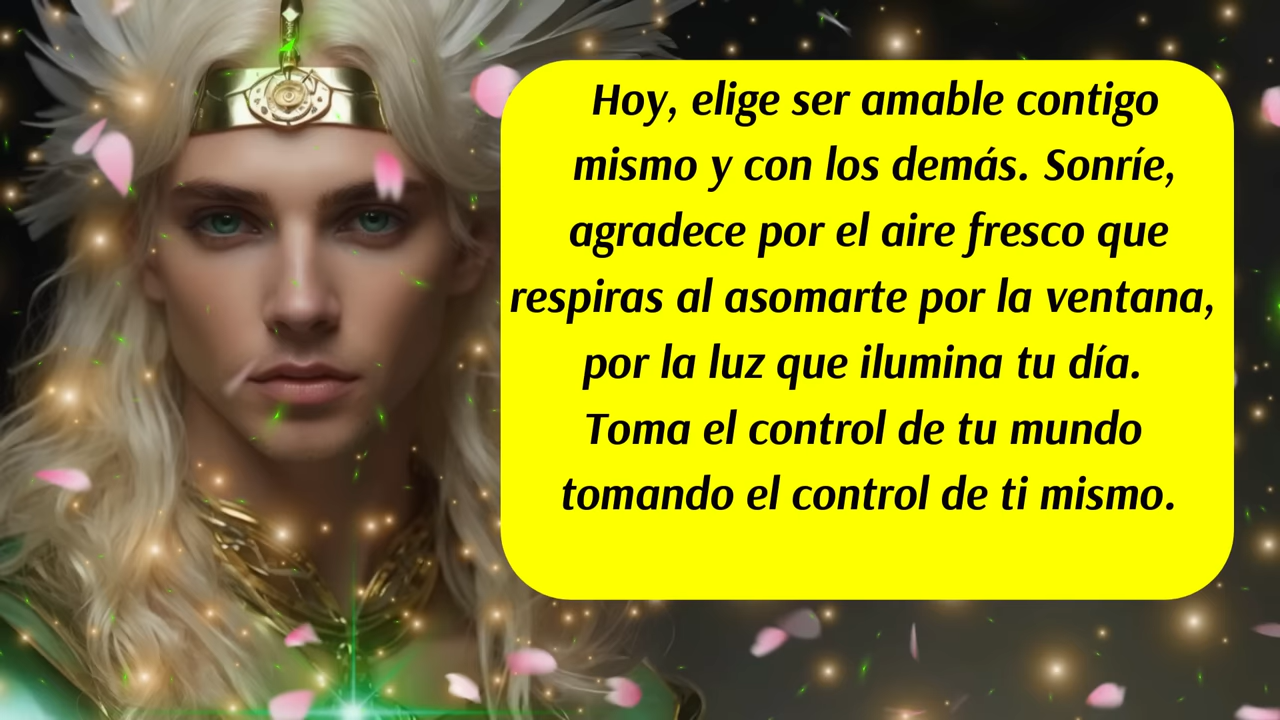 Hoy, elige ser amable contigo
mismo y con los demás. Sonríe,
agradece por el aire fresco que
respiras al asomarte por la ventana,
por la luz que ilumina tu día.
Toma el control de tu mundo
tomando el control de ti mismo.